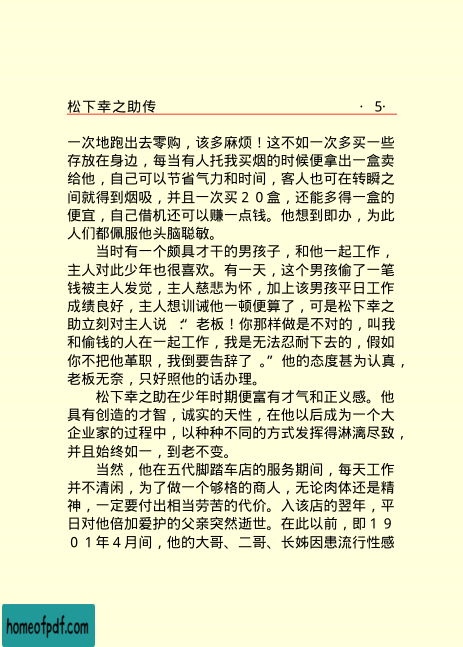 松下幸之助传 · 5·
一次地跑出去零购，该多麻烦！这不如一次多买一些
存放在身边，每当有人托我买烟的时候便拿出一盒卖
给他，自己可以节省气力和时间，客人也可在转瞬之
间就得到烟吸，并且一次买２０盒，还能多得一盒的
便宜，自己借机还可以赚一点钱。他想到即办，为此
人们都佩服他头脑聪敏。
当时有一个颇具才干的男孩子，和他一起工作，
主人对此少年也很喜欢。有一天，这个男孩偷了一笔
钱被主人发觉，主人慈悲为怀，加上该男孩平日工作
成绩良好，主人想训诫他一顿便算了，可是松下幸之
助立刻对主人说：“老板！你那样做是不对的，叫我
和偷钱的人在一起工作，我是无法忍耐下去的，假如
你不把他革职，我倒要告辞了。”他的态度甚为认真，
老板无奈，只好照他的话办理。
松下幸之助在少年时期便富有才气和正义感。他
具有创造的才智，诚实的天性，在他以后成为一个大
企业家的过程中，以种种不同的方式发挥得淋漓尽致，
并且始终如一，到老不变。
当然，他在五代脚踏车店的服务期间，每天工作
并不清闲，为了做一个够格的商人，无论肉体还是精
神，一定要付出相当劳苦的代价。入该店的翌年，平
日对他倍加爱护的父亲突然逝世。在此以前，即１９
０１年４月间，他的大哥、二哥、长姊因患流行性感
homeofpdf.com